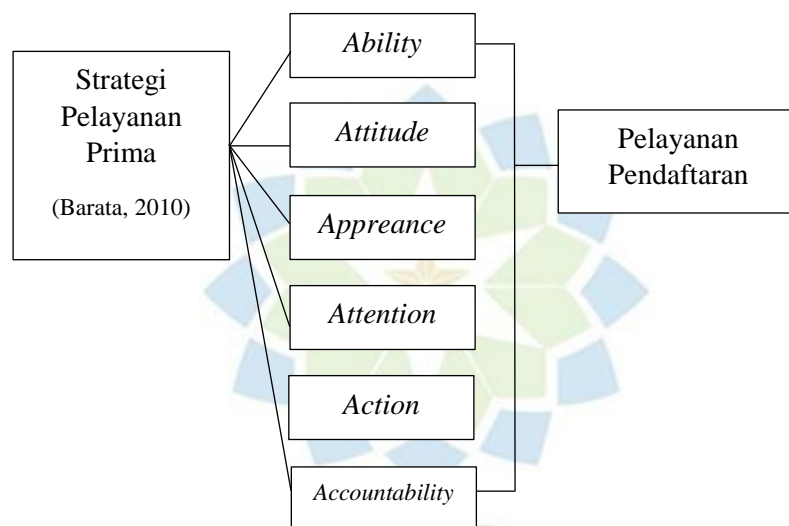 Strategi
Pelayanan
Prima
(Barata, 2010)
Ability
Attitude
Appreance
Attention
Action
Accountability
Pelayanan
Pendaftaran